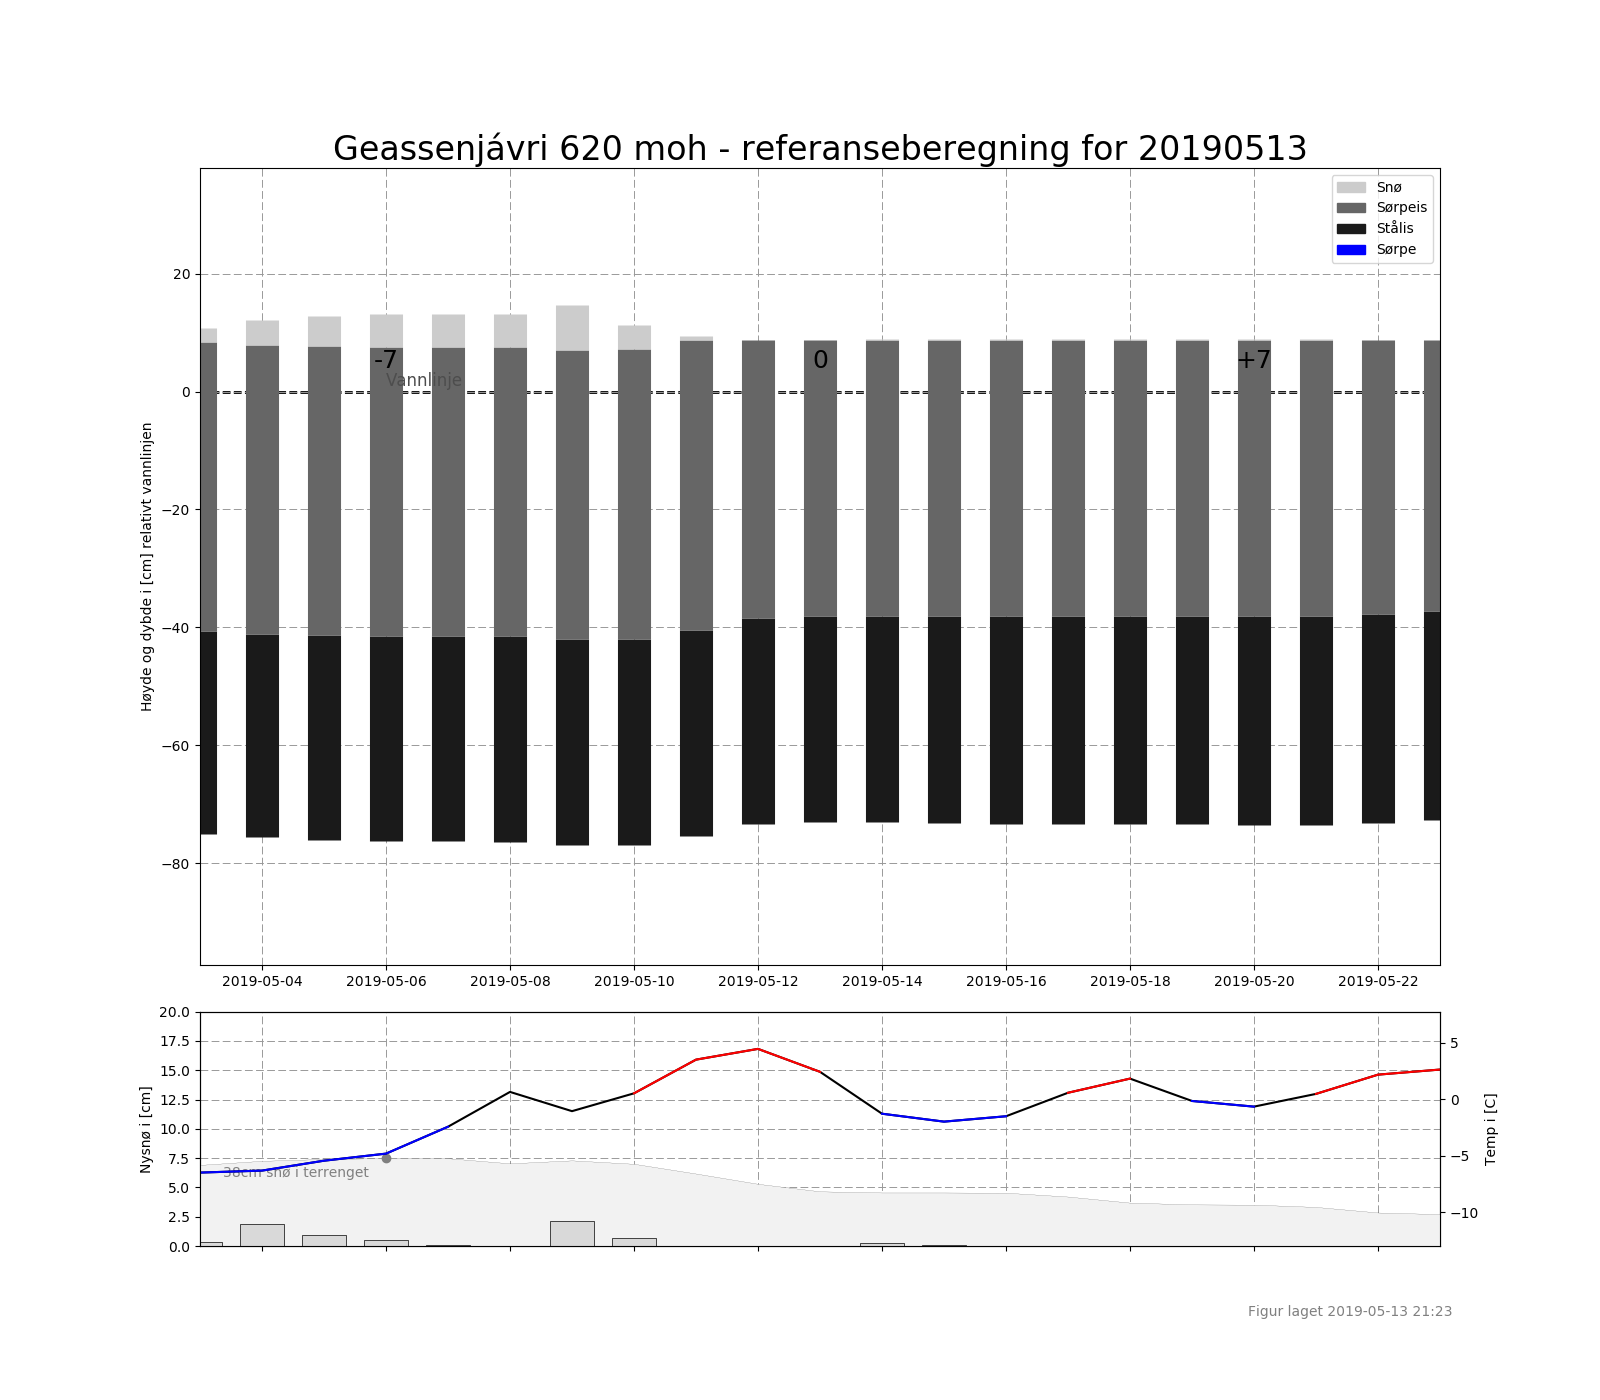 Geassenjávri 620 moh - referanseberegning for 20190513
Snø
Sørpeis
Stålis
Sørpe
20
0
−20
−40
−60
−80
Høyde og dybde i [cm] relativt vannlinjen
-7
0
+7
Vannlinje
2019-05-04
2019-05-06
2019-05-08
2019-05-10
2019-05-12
2019-05-14
2019-05-16
2019-05-18
2019-05-20
2019-05-22
20.0
17.5
15.0
12.5
10.0
7.5
5.0
2.5
0.0
Nysnø i [cm]
38cm snø i terrenget
5
0
−5
−10
Temp i [C]
Figur laget 2019-05-13 21:23